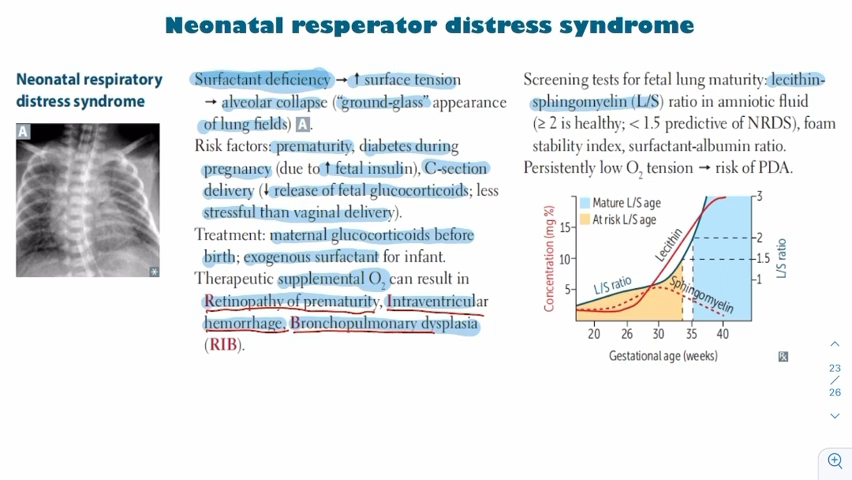 Neonatal resperator distress syndrome
Neonatal respiratory
distress syndrome
A
Surfactant deficiency → ↑ surface tension
→ alveolar collapse (“ground-glass” appearance
of lung fields) A.
Risk factors: prematurity, diabetes during
pregnancy (due to ↑ fetal insulin), C-section
delivery (↓ release of fetal glucocorticoids; less
stressful than vaginal delivery).
Treatment: maternal glucocorticoids before
birth; exogenous surfactant for infant.
Therapeutic supplemental O₂ can result in
Retinopathy of prematurity, Intraventricular
hemorrhage, Bronchopulmonary dysplasia
(RIB).
Screening tests for fetal lung maturity: lecithin-
sphingomyelin (L/S) ratio in amniotic fluid
(≥ 2 is healthy; < 1.5 predictive of NRDS), foam
stability index, surfactant-albumin ratio.
Persistently low O₂ tension → risk of PDA.
Mature L/S age
At risk L/S age
Concentration (mg %)
15
10
5
Lecithin
L/S ratio
Sphingomyelin
3
2
1.5
1
L/S ratio
20 26 30 35 40
Gestational age (weeks)
23
/
26